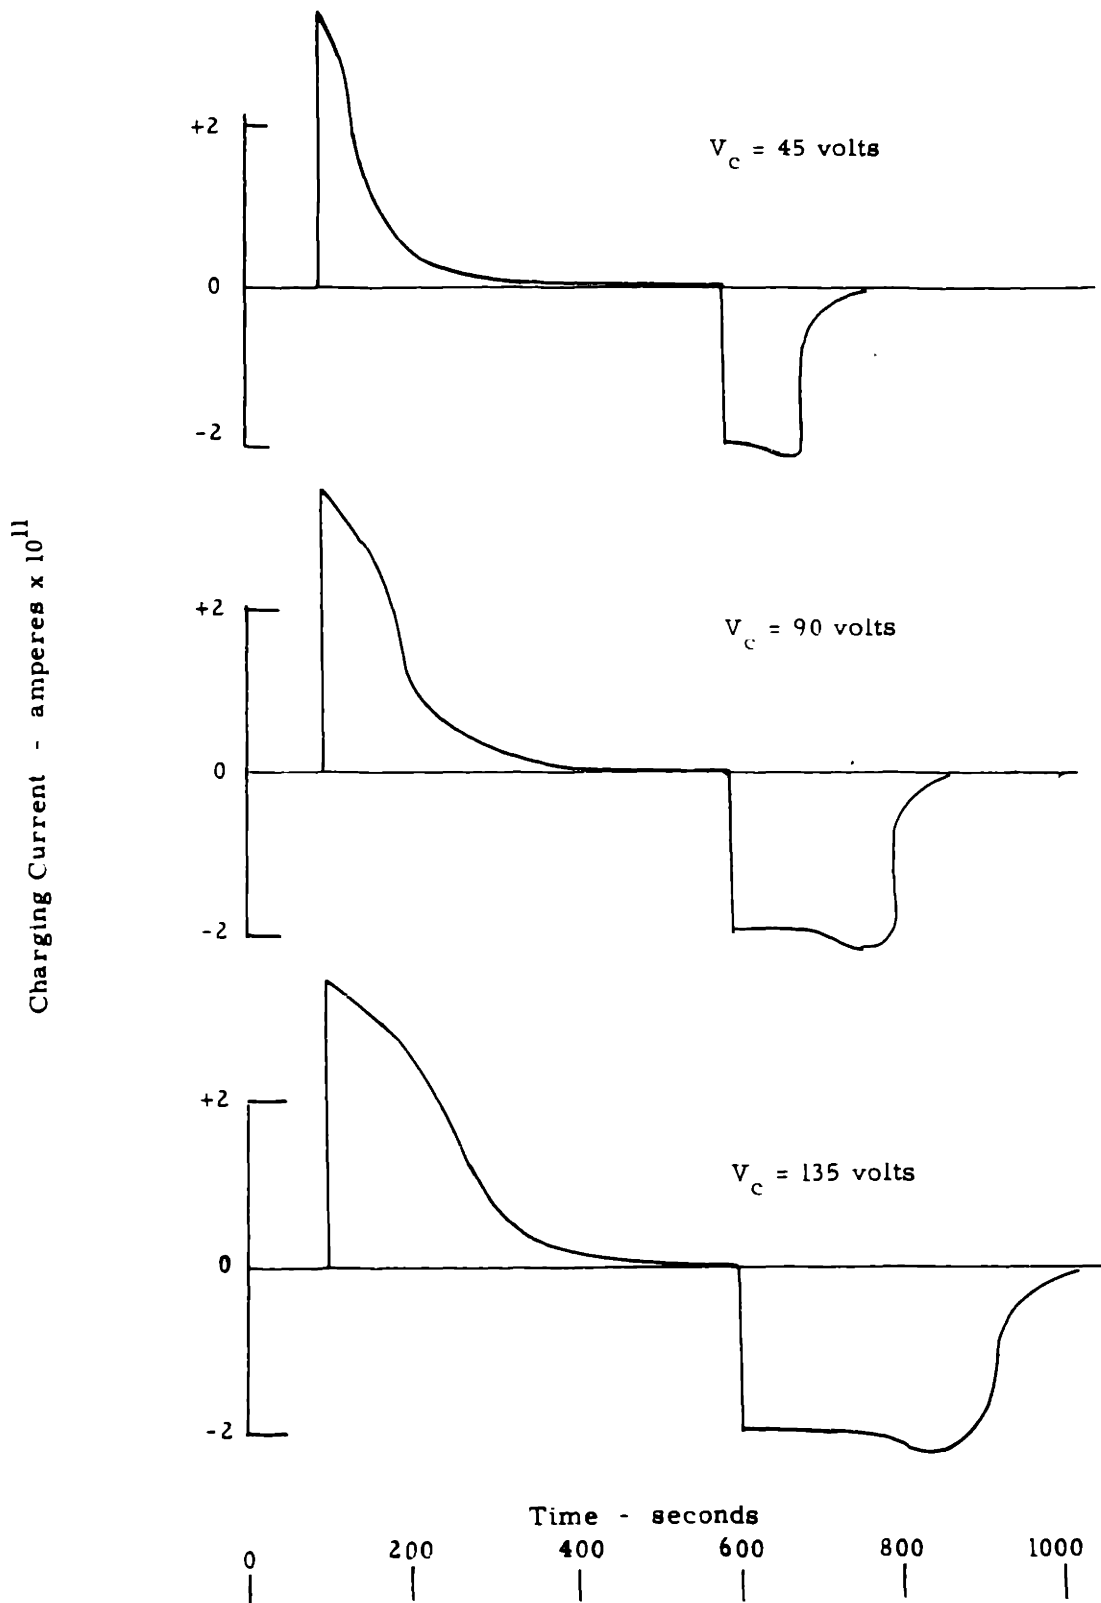 +2
V_c = 45 volts
0
-2
Charging Current - amperes x 10^11
+2
V_c = 90 volts
0
-2
+2
V_c = 135 volts
0
-2
Time - seconds
0 200 400 600 800 1000